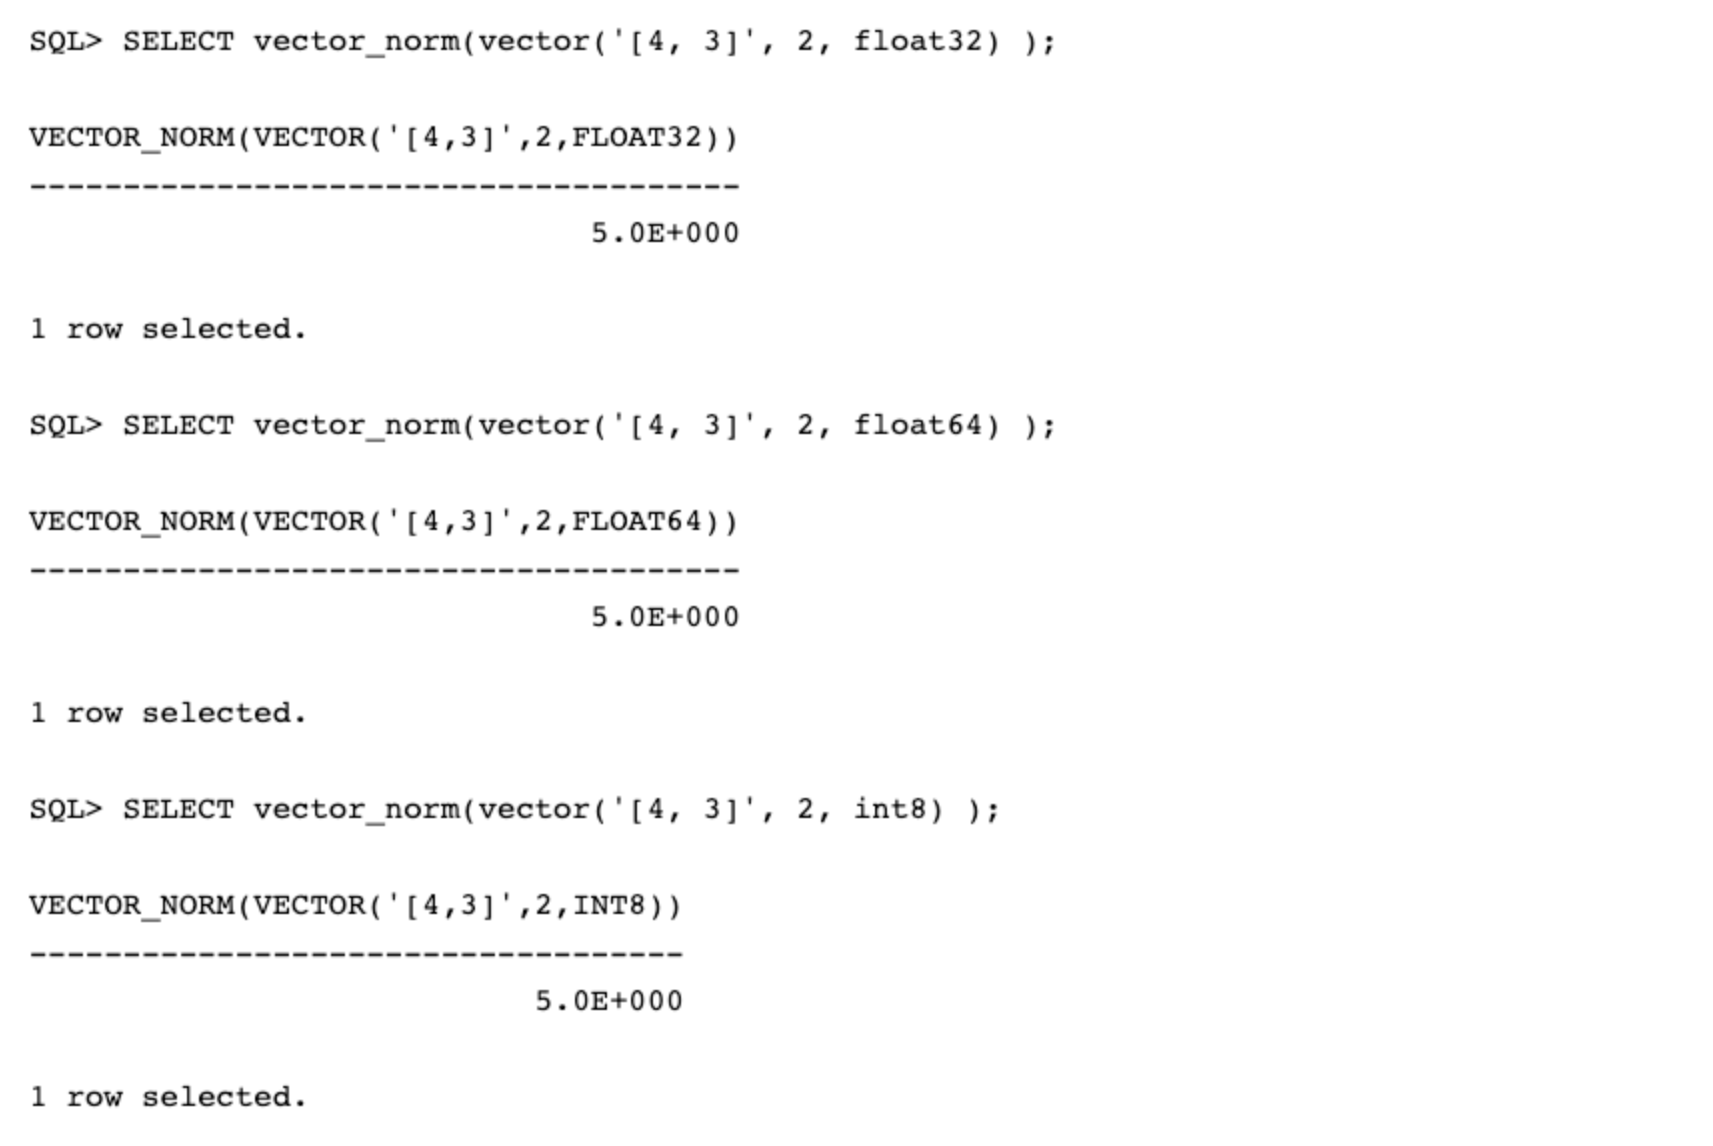 SQL> SELECT vector_norm(vector('[4, 3]', 2, float32) );
VECTOR_NORM(VECTOR('[4,3]',2,FLOAT32))
--------------------------------------
5.0E+000
1 row selected.
SQL> SELECT vector_norm(vector('[4, 3]', 2, float64) );
VECTOR_NORM(VECTOR('[4,3]',2,FLOAT64))
--------------------------------------
5.0E+000
1 row selected.
SQL> SELECT vector_norm(vector('[4, 3]', 2, int8) );
VECTOR_NORM(VECTOR('[4,3]',2,INT8))
-----------------------------------
5.0E+000
1 row selected.